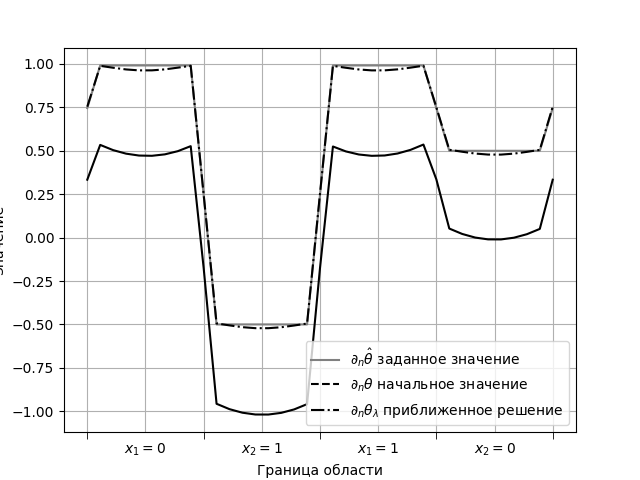 1.00
0.75
0.50
0.25
0.00
−0.25
−0.50
−0.75
−1.00
∂ₙθ̂ заданное значение
∂ₙθ начальное значение
∂ₙθ_λ приближенное решение
x₁ = 0 x₂ = 1 x₁ = 1 x₂ = 0
Граница области